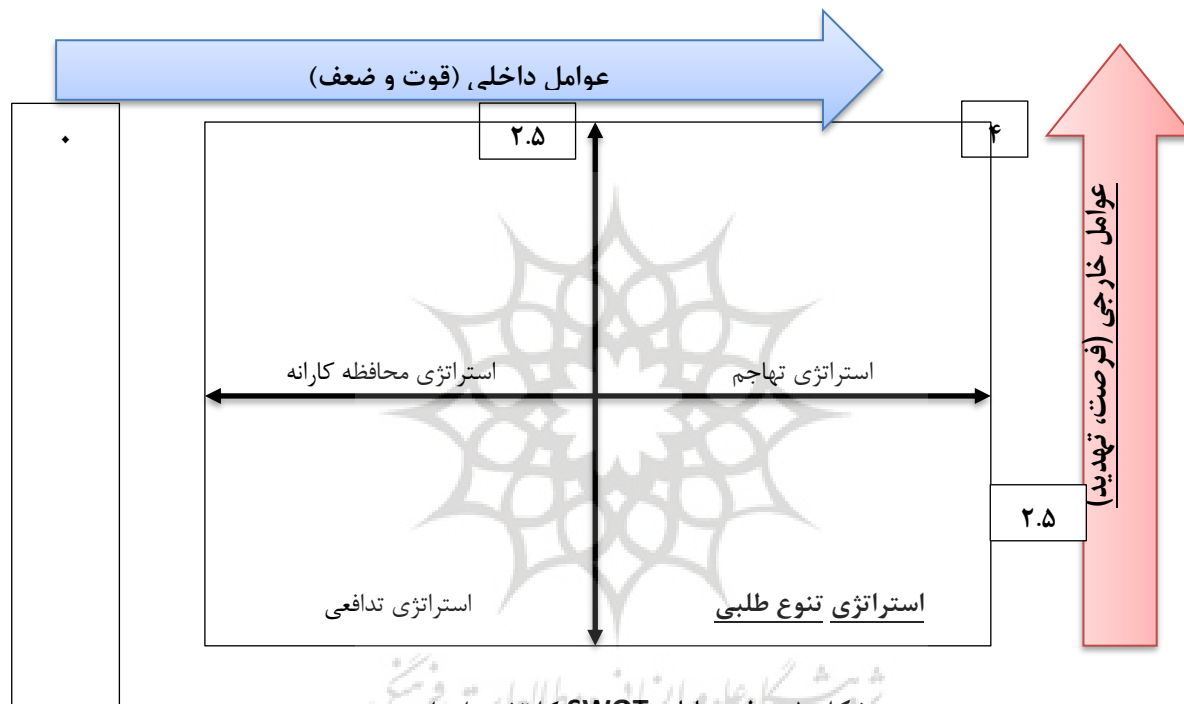 عوامل داخلی (قوت و ضعف)
۴
۲.۵
۰
عوامل خارجی (فرصت، تهدید)
استراتژی تهاجم
استراتژی محافظه کارانه
۲.۵
استراتژی تنوع طلبی
استراتژی تدافعی
SWOT